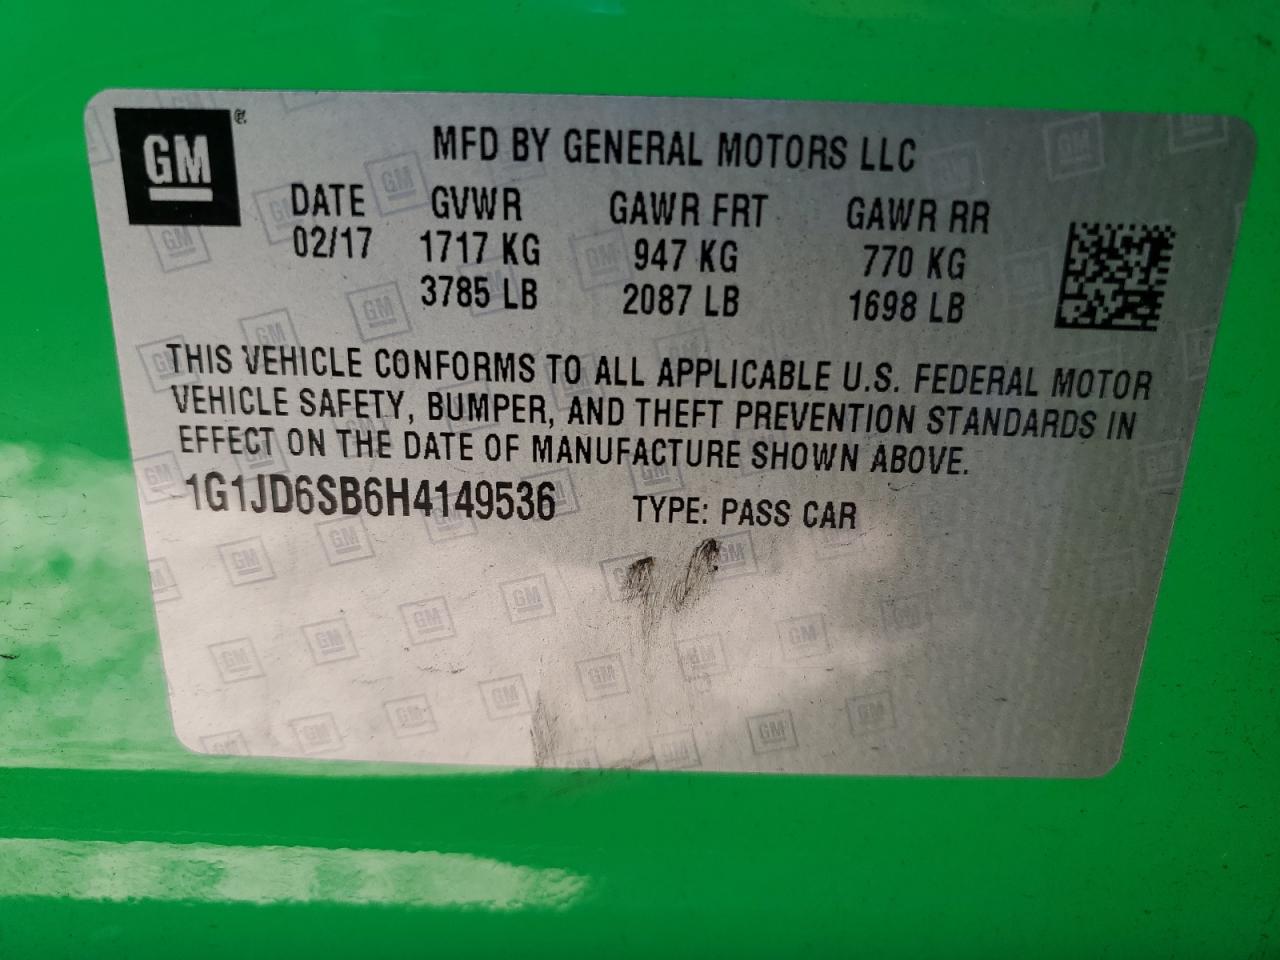 GM
MFD BY GENERAL MOTORS LLC
DATE GVWR GAWR FRT GAWR RR
02/17 1717 KG 947 KG 770 KG
3785 LB 2087 LB 1698 LB
THIS VEHICLE CONFORMS TO ALL APPLICABLE U.S. FEDERAL MOTOR
VEHICLE SAFETY, BUMPER, AND THEFT PREVENTION STANDARDS IN
EFFECT ON THE DATE OF MANUFACTURE SHOWN ABOVE.
1G1JD6SB6H4149536 TYPE: PASS CAR